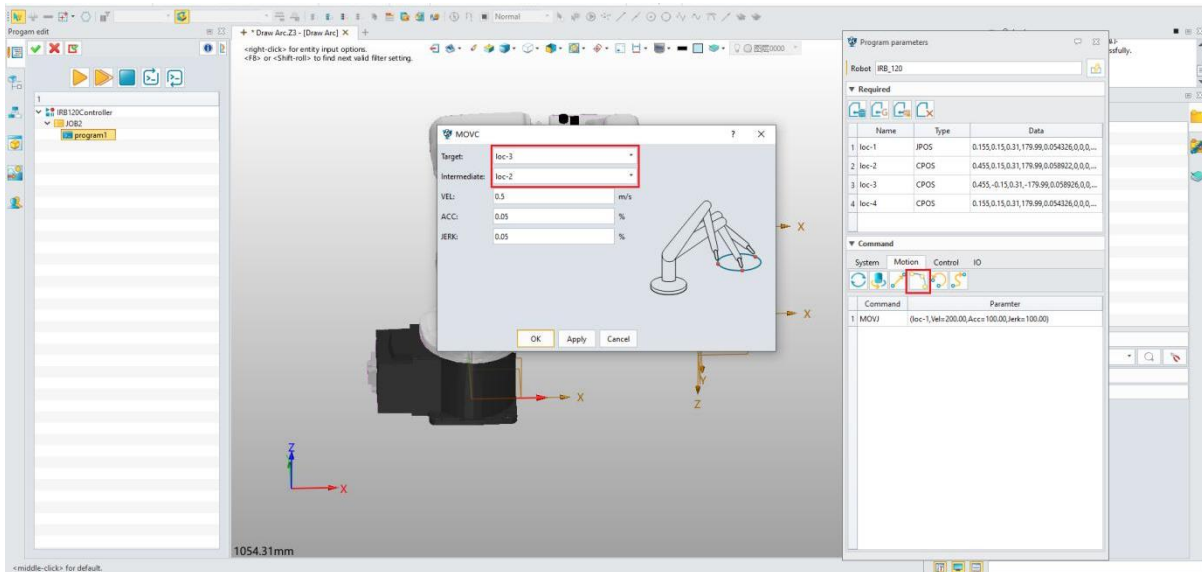 Normal
Progam edit
* Draw Arc.Z3 - [Draw Arc]
<right-click> for entity input options.
<F8> or <Shift-roll> to find next valid filter setting.
1
IRB120Controller
JOB2
program1
MOVC
?
Target: loc-3
Intermediate: loc-2
VEL: 0.5 m/s
ACC: 0.05 %
JERK: 0.05 %
OK Apply Cancel
X
X
X
Y
Z
Z
X
1054.31mm
Program parameters
ssfully.
Robot IRB_120
Required
Name Type Data
1 loc-1 JPOS 0.155,0.15,0.31,179.99,0.054326,0,0,0,...
2 loc-2 CPOS 0.455,0.15,0.31,179.99,0.058922,0,0,0,...
3 loc-3 CPOS 0.455,-0.15,0.31,-179.99,0.058926,0,0,...
4 loc-4 CPOS 0.155,0.15,0.31,179.99,0.054326,0,0,0,...
Command
System Motion Control IO
Command Paramter
1 MOVJ (loc-1,Vel=200.00,Acc=100.00,Jerk=100.00)
<middle-click> for default.